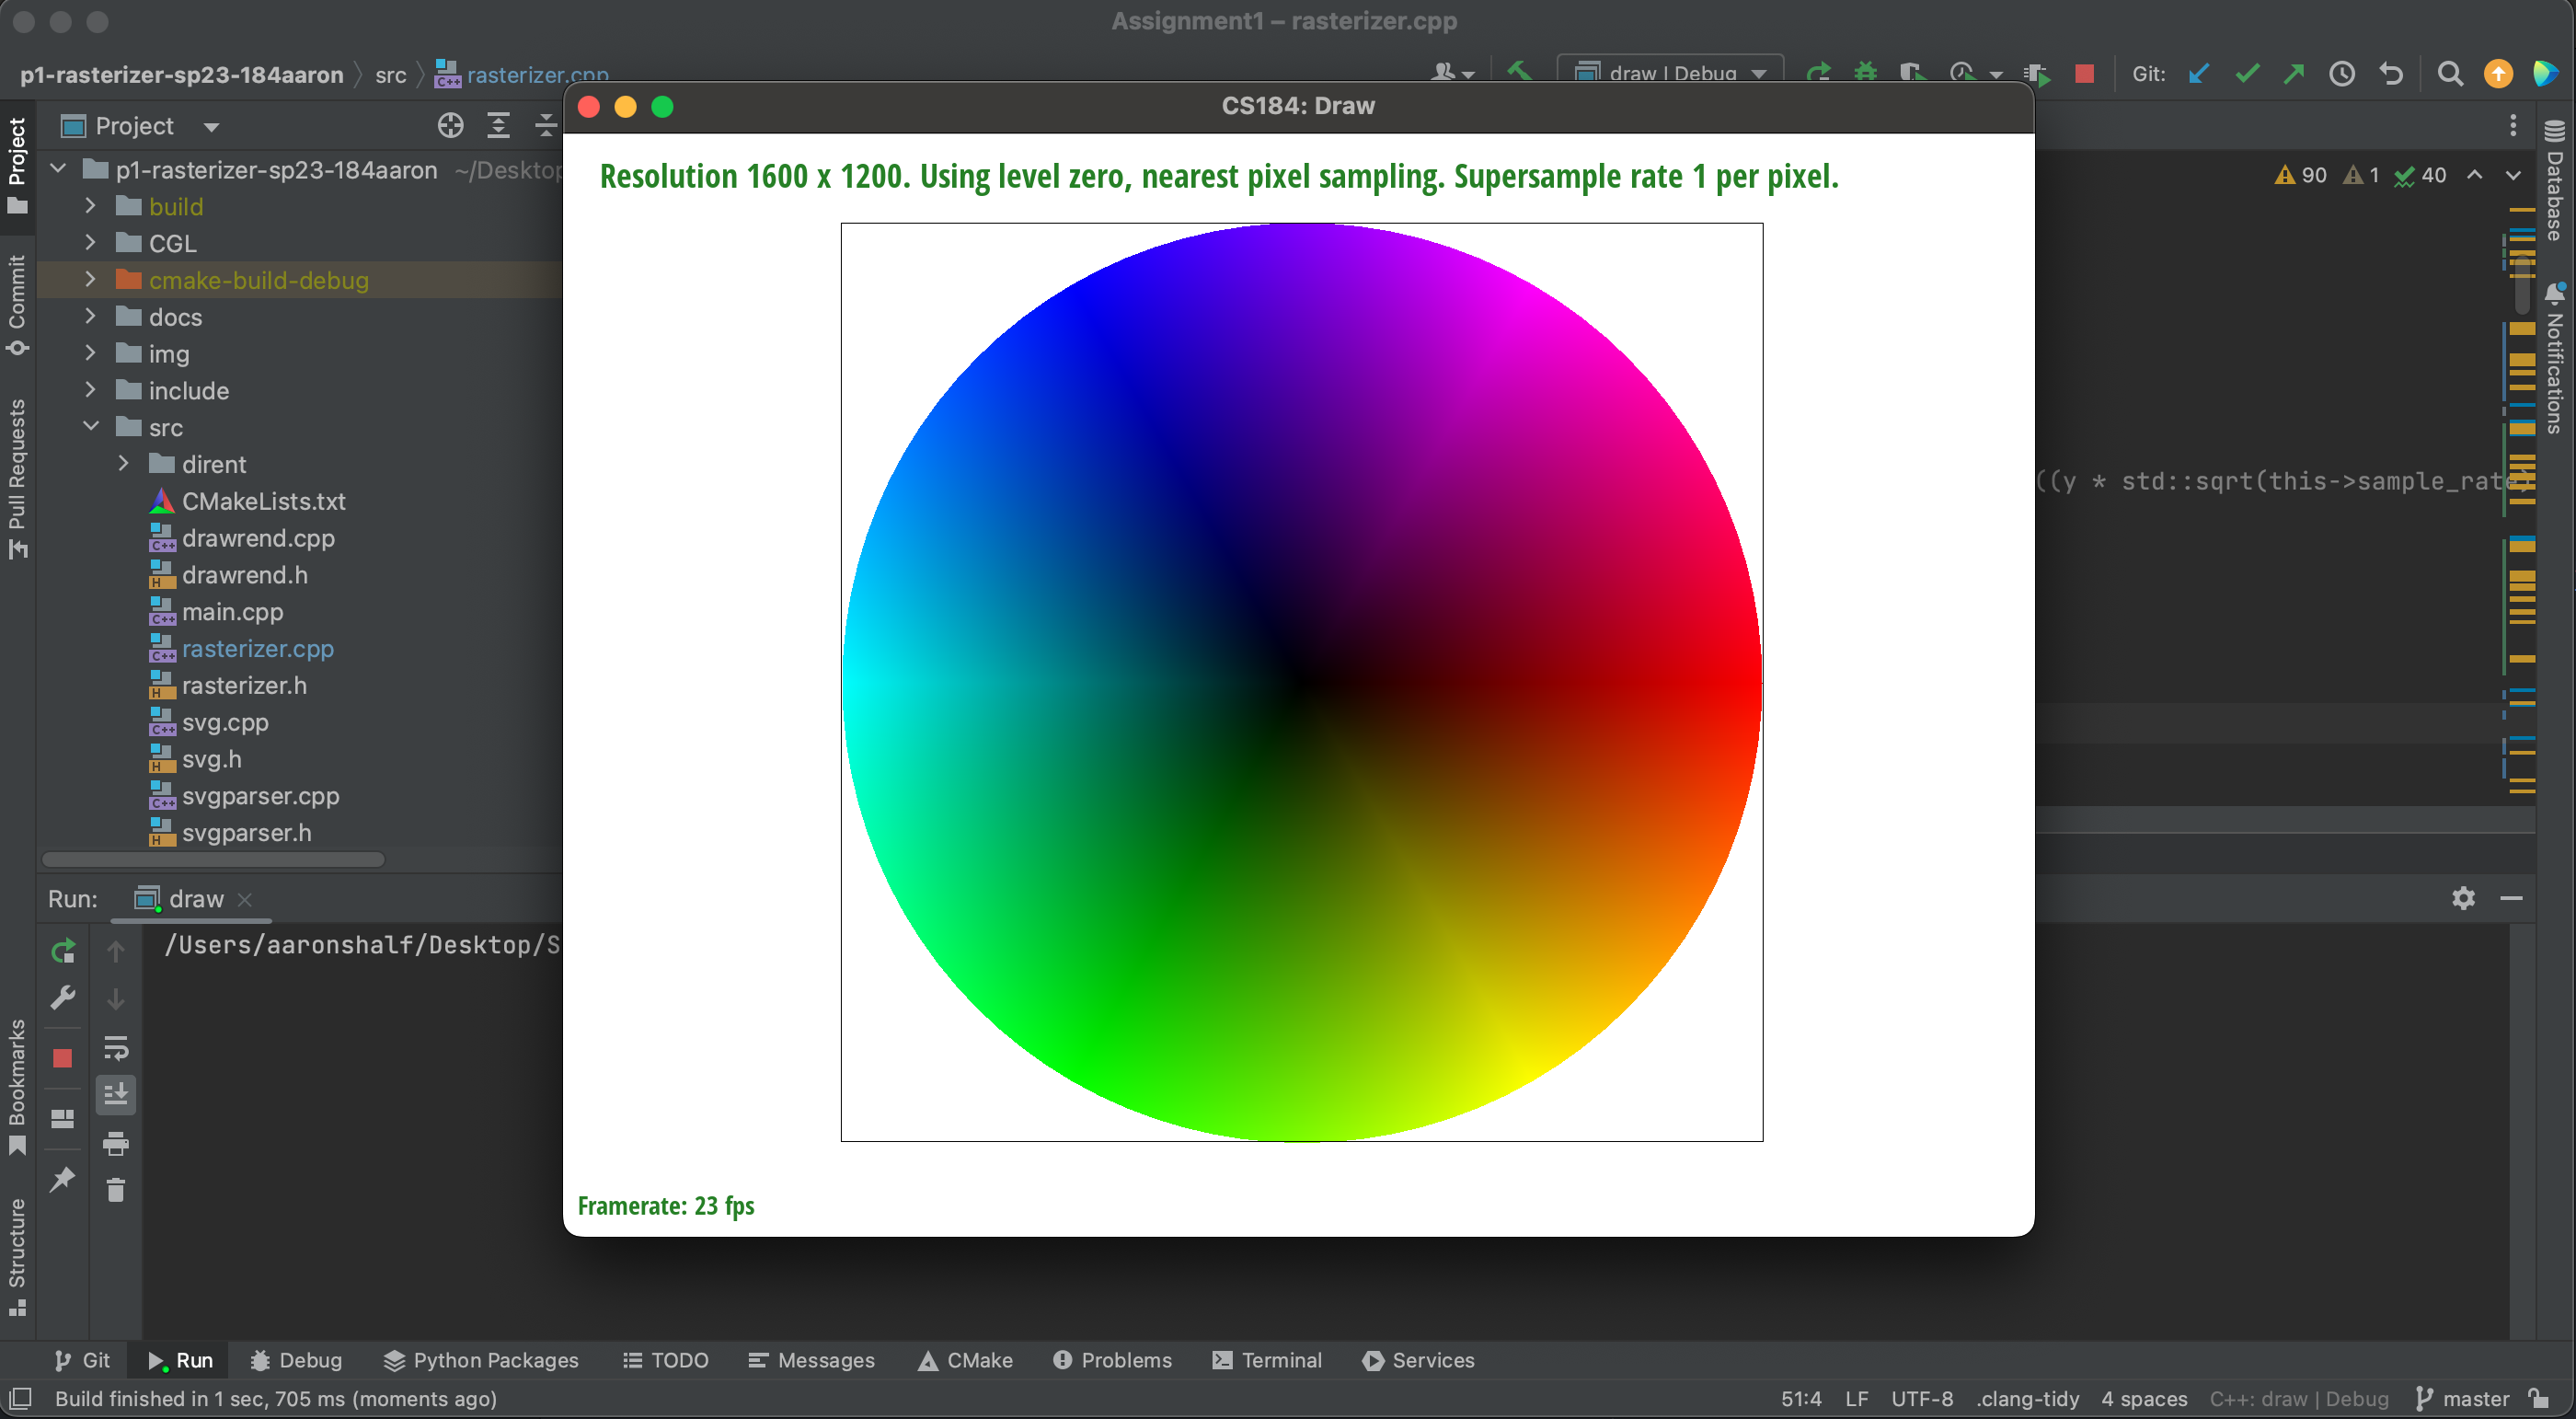 Assignment1 – rasterizer.cpp
p1-rasterizer-sp23-184aaron src rasterizer.cpp
draw | Debug
Git:
CS184: Draw
Project
Resolution 1600 x 1200. Using level zero, nearest pixel sampling. Supersample rate 1 per pixel.
90 1 40
p1-rasterizer-sp23-184aaron ~/Desktop
build
CGL
cmake-build-debug
docs
img
include
src
dirent
CMakeLists.txt
drawrend.cpp
drawrend.h
main.cpp
rasterizer.cpp
rasterizer.h
svg.cpp
svg.h
svgparser.cpp
svgparser.h
((y * std::sqrt(this->sample_rate)
Project
Commit
Pull Requests
Bookmarks
Structure
Database
Notifications
Run: draw
/Users/aaronshalf/Desktop/S
Framerate: 23 fps
Git Run Debug Python Packages TODO Messages CMake Problems Terminal Services
Build finished in 1 sec, 705 ms (moments ago)
51:4 LF UTF-8 .clang-tidy 4 spaces C++: draw | Debug master